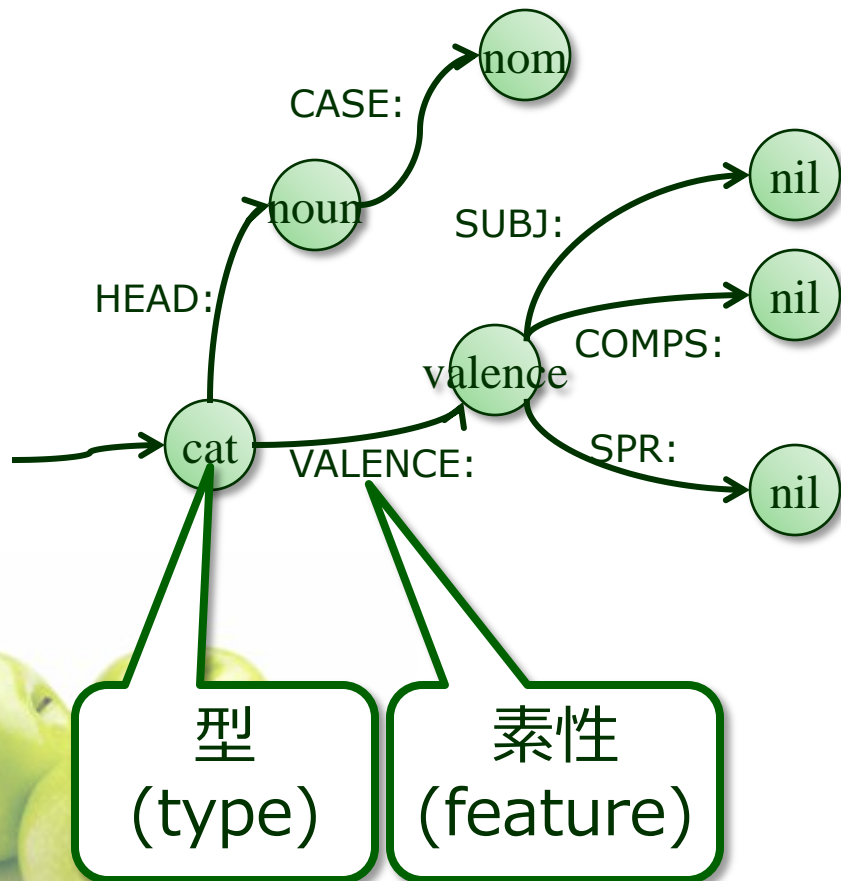 nom
CASE:
noun
nil
SUBJ:
HEAD:
nil
COMPS:
valence
cat
VALENCE:
SPR:
nil
型
(type)
素性
(feature)